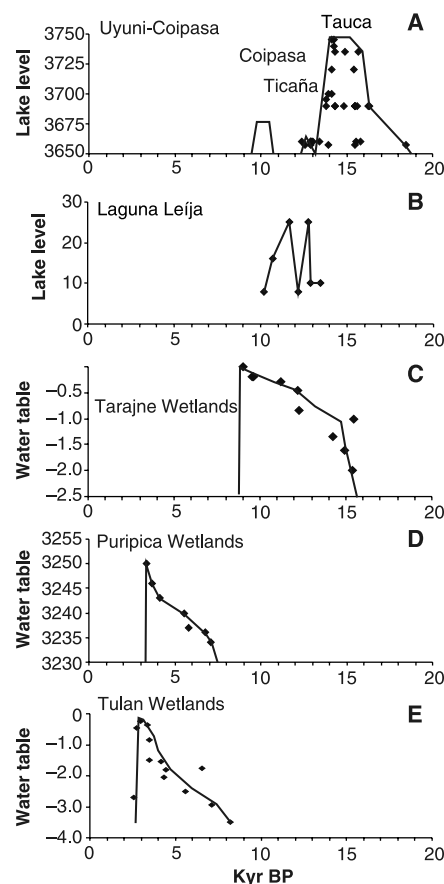 A
Uyuni-Coipasa
Tauca
Coipasa
Ticaña
Lake level
3750
3725
3700
3675
3650
0 5 10 15 20
B
Laguna Leíja
Lake level
30
20
10
0
0 5 10 15 20
C
Tarajne Wetlands
Water table
−0.5
−1.0
−1.5
−2.0
−2.5
0 5 10 15 20
D
Puripica Wetlands
Water table
3250
3245
3240
3235
3230
0 5 10 15 20
E
Tulan Wetlands
Water table
0
−1.0
−2.0
−3.0
−4.0
0 5 10 15 20
Kyr BP